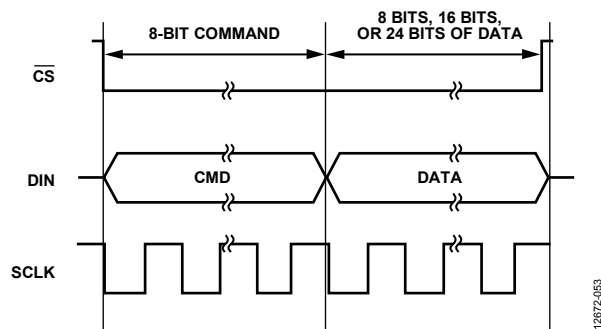 8-BIT COMMAND
8 BITS, 16 BITS,
OR 24 BITS OF DATA
CS
DIN
CMD
DATA
SCLK
12672-053